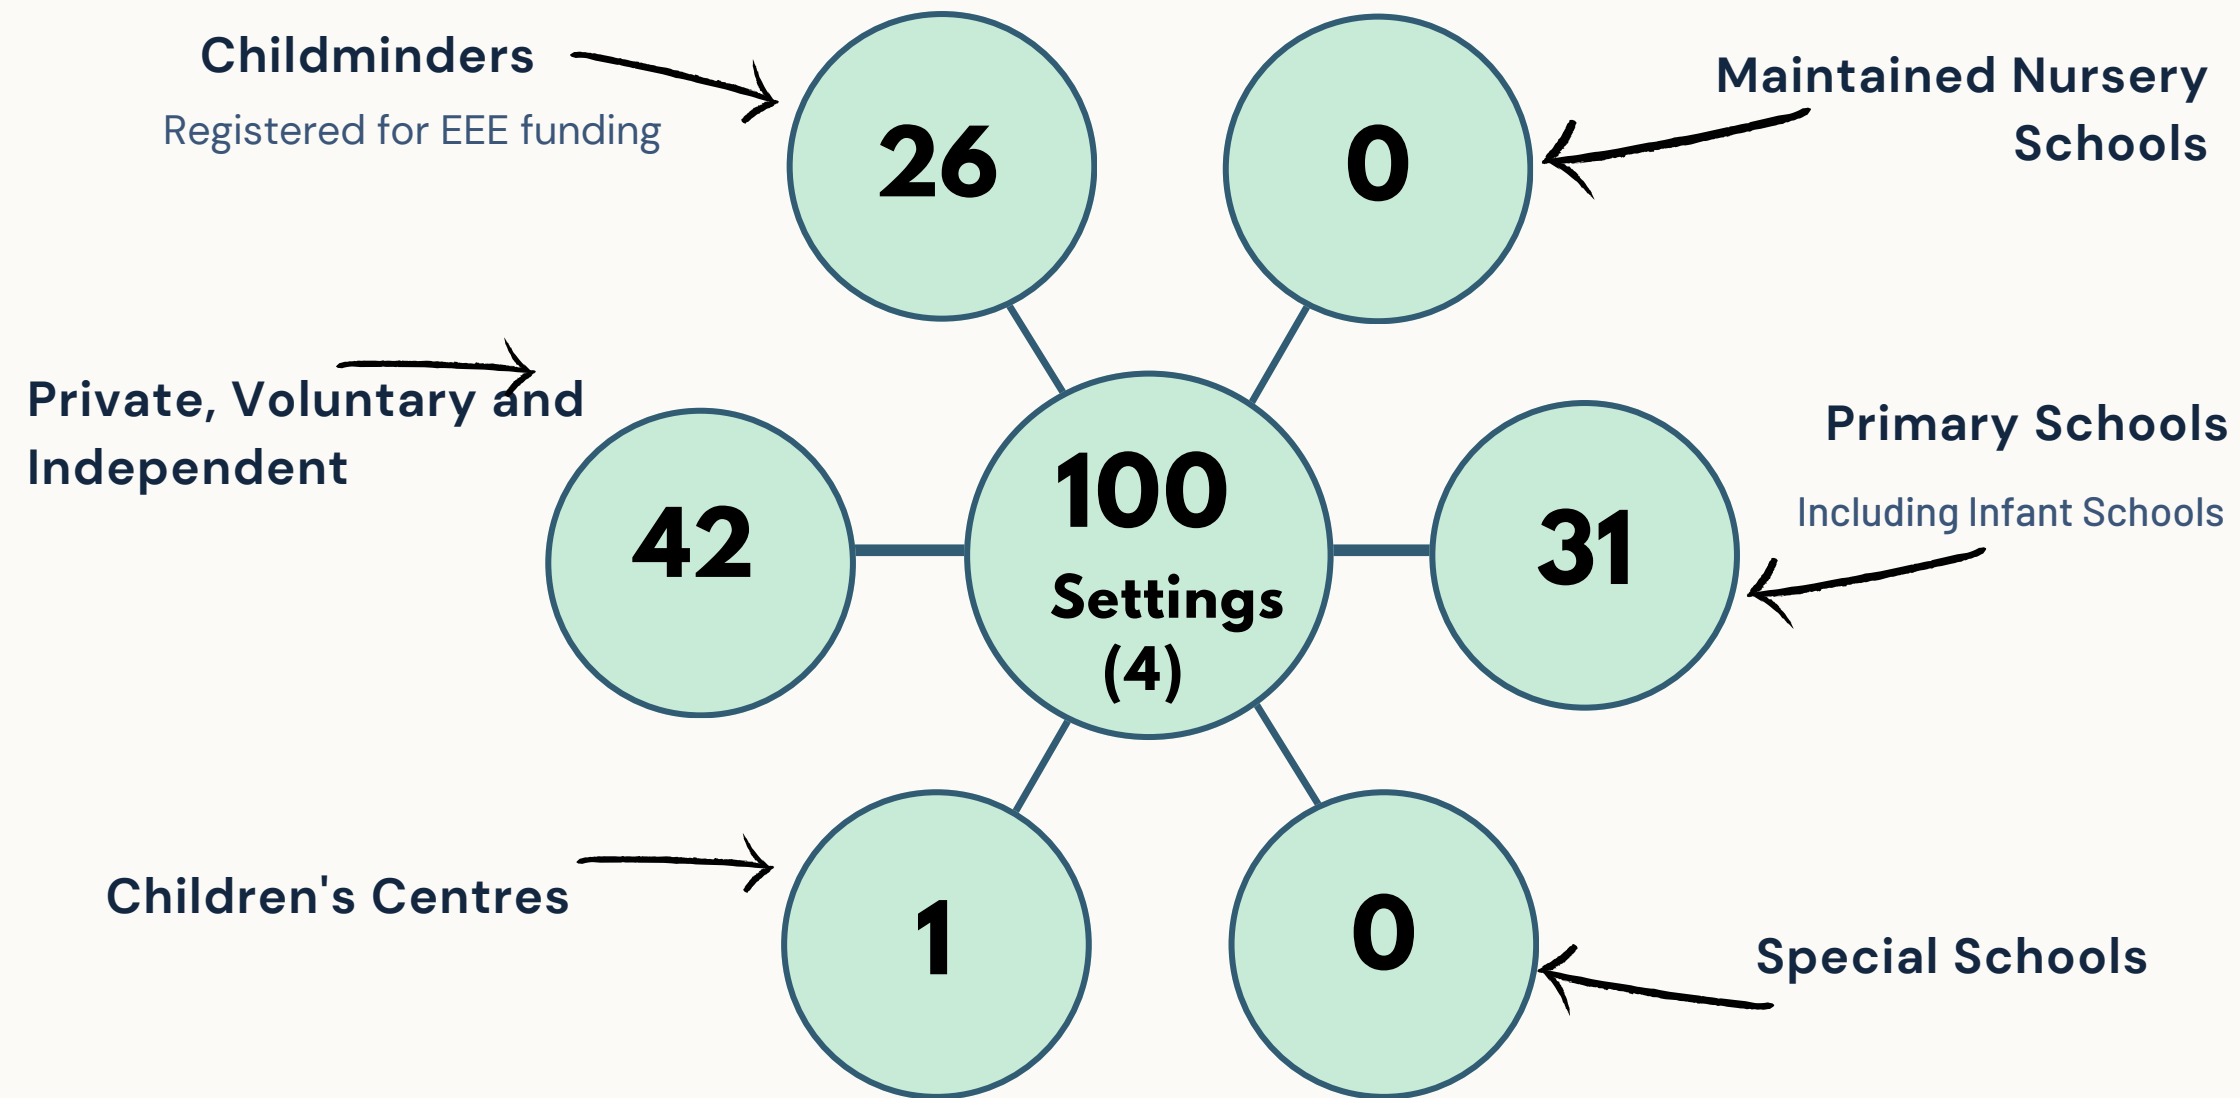 Childminders
Registered for EEE funding
26
0
Maintained Nursery
Schools
Private, Voluntary and
Independent
42
100
Settings
(4)
31
Primary Schools
Including Infant Schools
Children's Centres
1
0
Special Schools